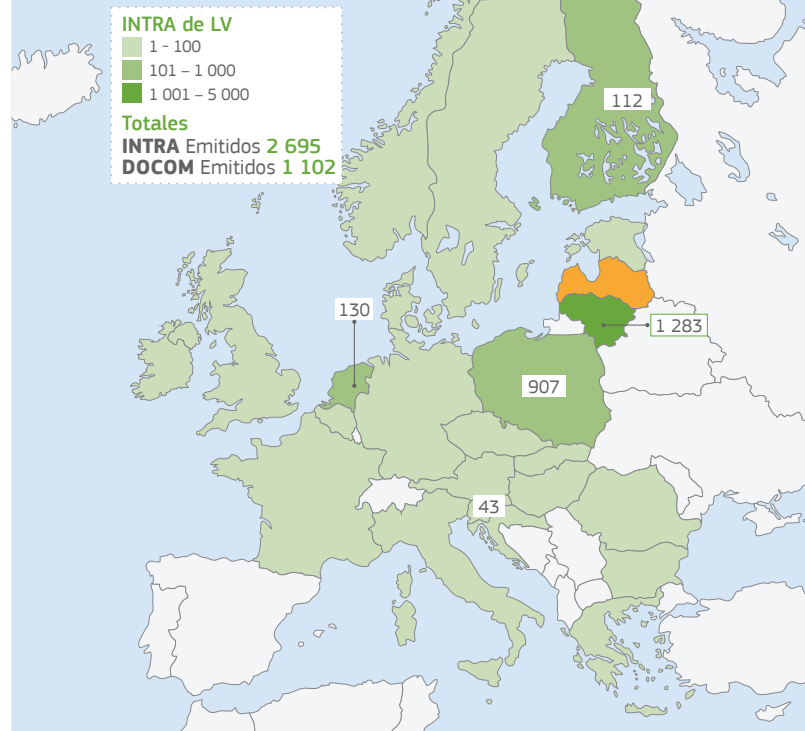 INTRA de LV
1 - 100
101 – 1 000
1 001 – 5 000
Totales
INTRA Emitidos 2 695
DOCOM Emitidos 1 102
112
130
1 283
907
43